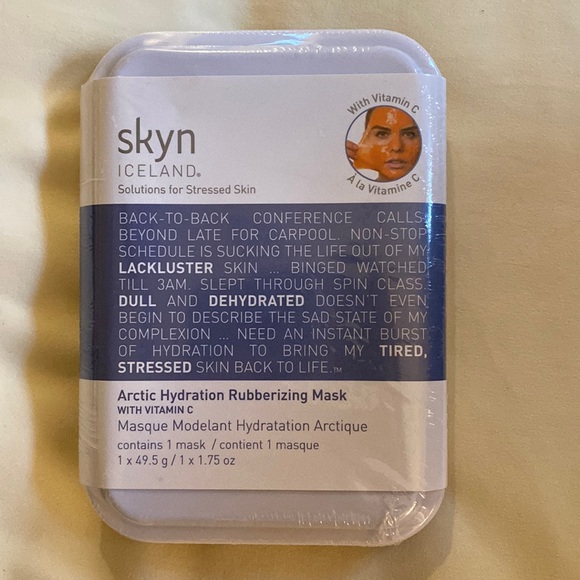 skyn
ICELAND®
Solutions for Stressed Skin
With Vitamin C
À la Vitamine C
BACK-TO-BACK CONFERENCE CALLS.
BEYOND LATE FOR CARPOOL. NON-STOP
SCHEDULE IS SUCKING THE LIFE OUT OF MY
LACKLUSTER SKIN ... BINGED WATCHED
TILL 3AM. SLEPT THROUGH SPIN CLASS.
DULL AND DEHYDRATED DOESN'T EVEN
BEGIN TO DESCRIBE THE SAD STATE OF MY
COMPLEXION ... NEED AN INSTANT BURST
OF HYDRATION TO BRING MY TIRED,
STRESSED SKIN BACK TO LIFE.™
Arctic Hydration Rubberizing Mask
WITH VITAMIN C
Masque Modelant Hydratation Arctique
contains 1 mask / contient 1 masque
1 x 49.5 g / 1 x 1.75 oz